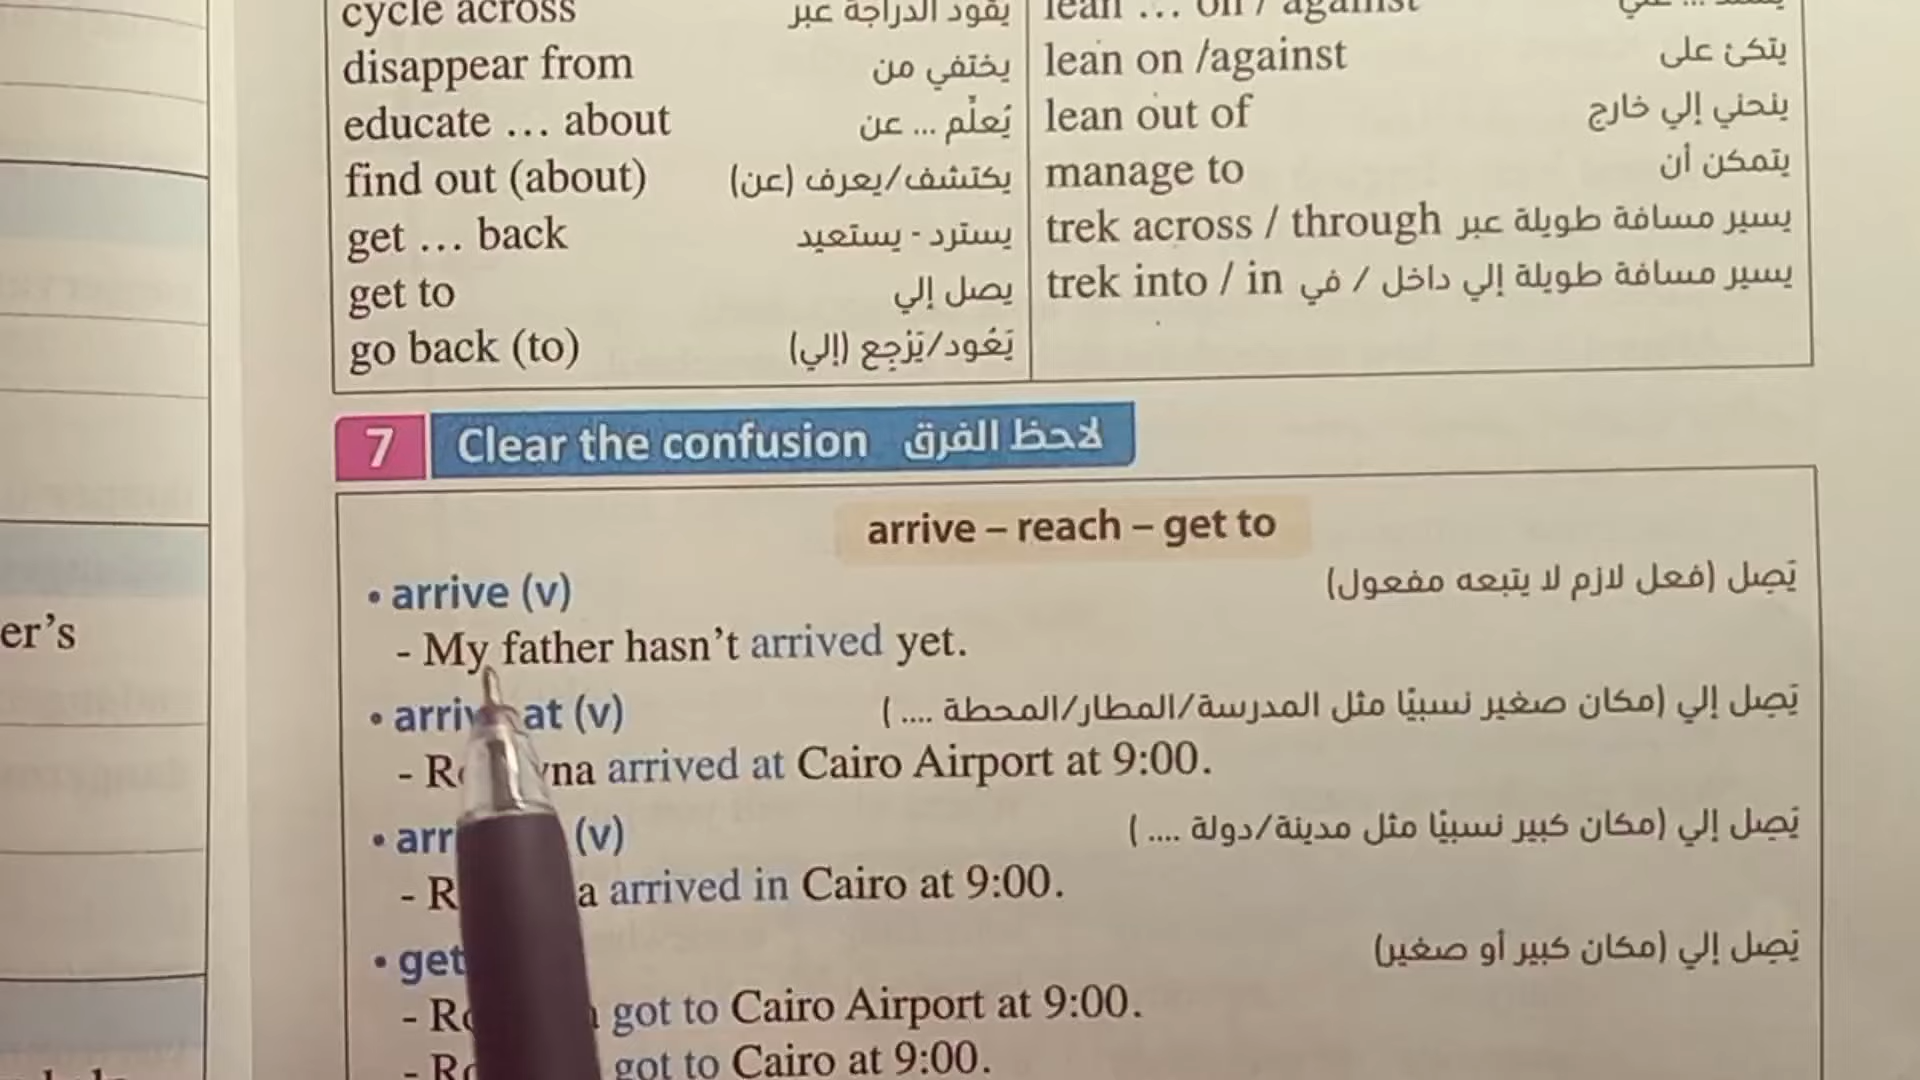 cycle across يقود الدراجة عبر
disappear from يختفي من
educate ... about يُعلّم ... عن
find out (about) يكتشف/يعرف (عن)
get ... back يسترد - يستعيد
get to يصل إلي
go back (to) يَعُود/يَرْجِع (إلي)
lean ... on / against
lean on /against يتكئ على
lean out of ينحني إلي خارج
manage to يتمكن أن
trek across / through يسير مسافة طويلة عبر
trek into / in يسير مسافة طويلة إلي داخل / في
7 Clear the confusion لاحظ الفرق
arrive – reach – get to
• arrive (v) يَصِل (فعل لازم لا يتبعه مفعول)
- My father hasn't arrived yet.
• at (v) يَصِل إلي (مكان صغير نسبيًا مثل المدرسة/المطار/المحطة .... )
- arrived at Cairo Airport at 9:00.
• (v) يَصِل إلي (مكان كبير نسبيًا مثل مدينة/دولة .... )
- arrived in Cairo at 9:00.
• get يَصِل إلي (مكان كبير أو صغير)
- got to Cairo Airport at 9:00.
- got to Cairo at 9:00.
er's